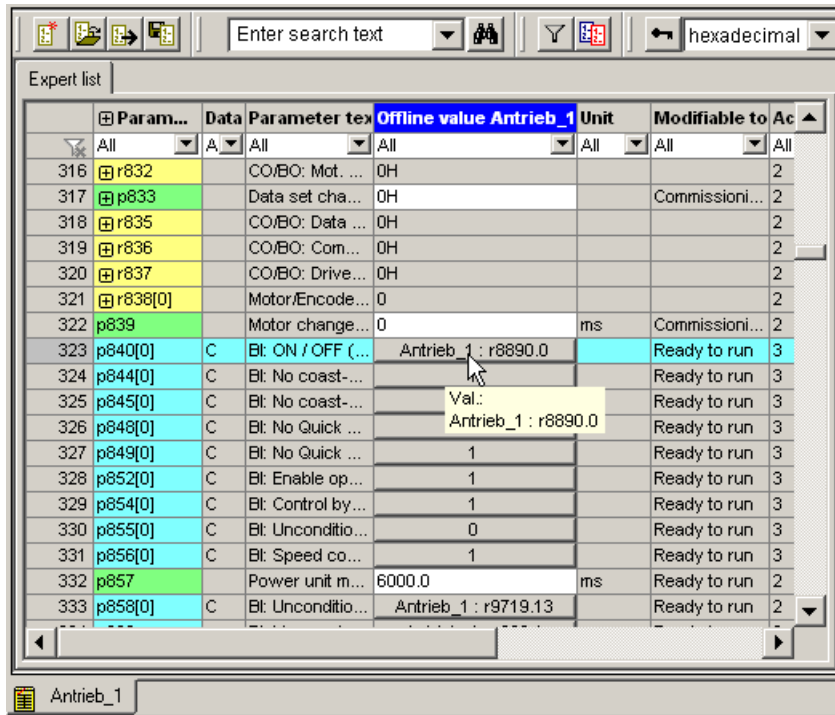 Enter search text hexadecimal
Expert list
Param... Data Parameter tex Offline value Antrieb_1 Unit Modifiable to Ac
All A All All All All All
316 r832 CO/BO: Mot. ... 0H 2
317 p833 Data set cha... 0H Commissioni... 2
318 r835 CO/BO: Data ... 0H 2
319 r836 CO/BO: Com... 0H 2
320 r837 CO/BO: Drive... 0H 2
321 r838[0] Motor/Encode... 0 2
322 p839 Motor change... 0 ms Commissioni... 2
323 p840[0] C BI: ON / OFF (... Antrieb_1 : r8890.0 Ready to run 3
324 p844[0] C BI: No coast-... Ready to run 3
325 p845[0] C BI: No coast-... Ready to run 3
Val.:
Antrieb_1 : r8890.0
326 p848[0] C BI: No Quick ... Ready to run 3
327 p849[0] C BI: No Quick ... 1 Ready to run 3
328 p852[0] C BI: Enable op... 1 Ready to run 3
329 p854[0] C BI: Control by... 1 Ready to run 3
330 p855[0] C BI: Unconditio... 0 Ready to run 3
331 p856[0] C BI: Speed co... 1 Ready to run 3
332 p857 Power unit m... 6000.0 ms Ready to run 2
333 p858[0] C BI: Unconditio... Antrieb_1 : r9719.13 Ready to run 2
Antrieb_1